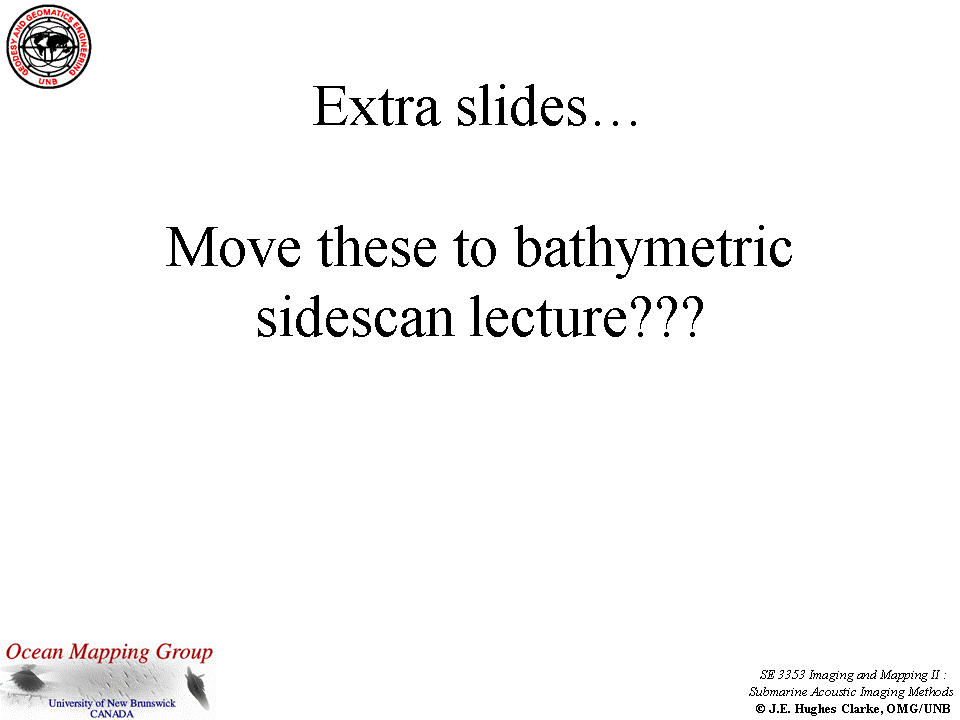 GEODESY AND GEOMATICS ENGINEERING
UNB
Extra slides…
Move these to bathymetric
sidescan lecture???
Ocean Mapping Group
University of New Brunswick
CANADA
SE 3353 Imaging and Mapping II :
Submarine Acoustic Imaging Methods
© J.E. Hughes Clarke, OMG/UNB